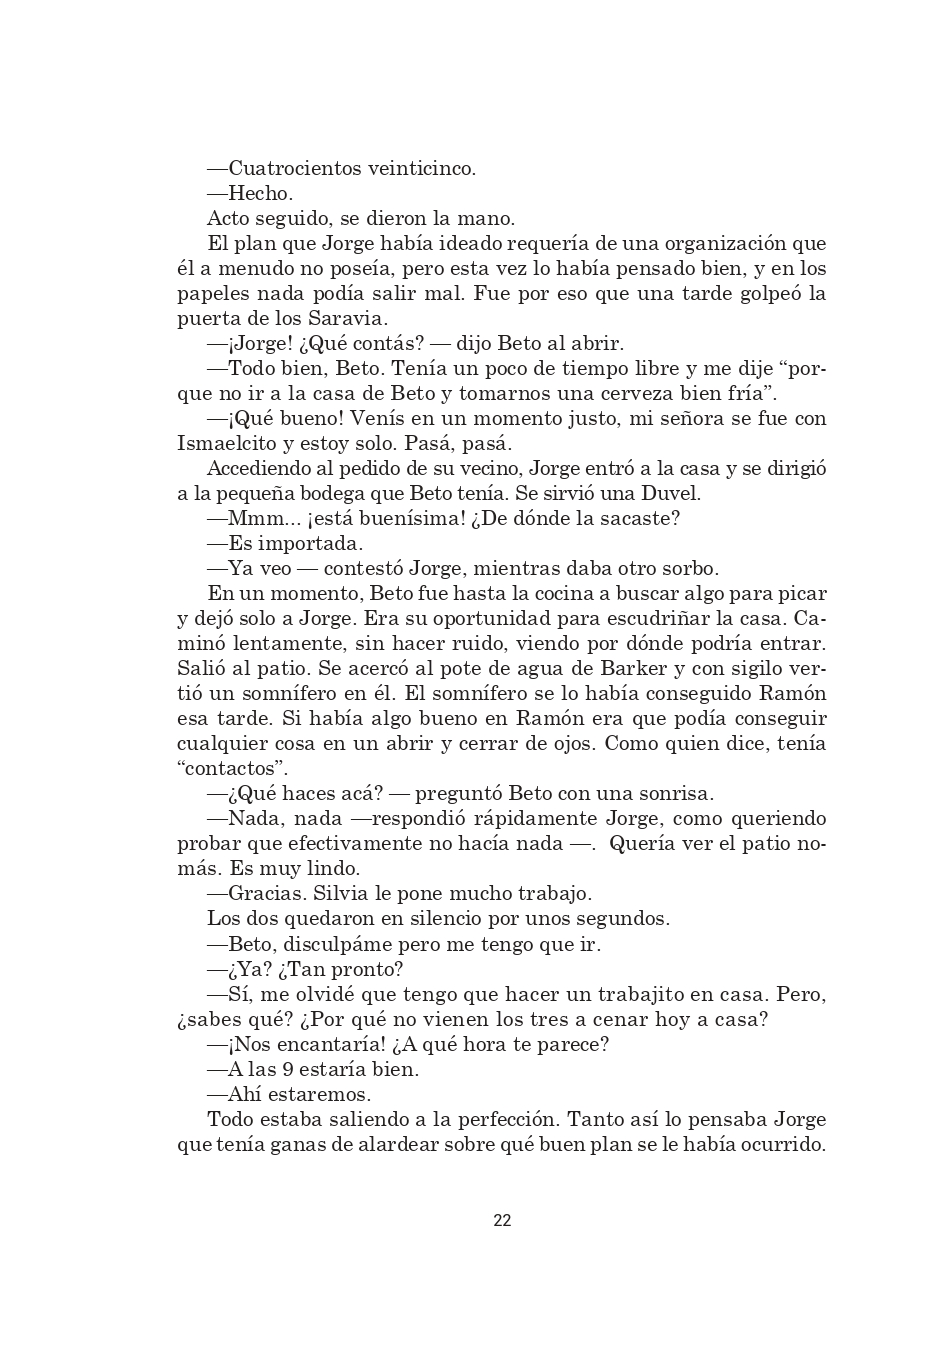 —Cuatrocientos veinticinco.
—Hecho.
Acto seguido, se dieron la mano.
El plan que Jorge había ideado requería de una organización que
él a menudo no poseía, pero esta vez lo había pensado bien, y en los
papeles nada podía salir mal. Fue por eso que una tarde golpeó la
puerta de los Saravia.
—¡Jorge! ¿Qué contás? — dijo Beto al abrir.
—Todo bien, Beto. Tenía un poco de tiempo libre y me dije “por-
que no ir a la casa de Beto y tomarnos una cerveza bien fría”.
—¡Qué bueno! Venís en un momento justo, mi señora se fue con
Ismaelcito y estoy solo. Pasá, pasá.
Accediendo al pedido de su vecino, Jorge entró a la casa y se dirigió
a la pequeña bodega que Beto tenía. Se sirvió una Duvel.
—Mmm... ¡está buenísima! ¿De dónde la sacaste?
—Es importada.
—Ya veo — contestó Jorge, mientras daba otro sorbo.
En un momento, Beto fue hasta la cocina a buscar algo para picar
y dejó solo a Jorge. Era su oportunidad para escudriñar la casa. Ca-
minó lentamente, sin hacer ruido, viendo por dónde podría entrar.
Salió al patio. Se acercó al pote de agua de Barker y con sigilo ver-
tió un somnífero en él. El somnífero se lo había conseguido Ramón
esa tarde. Si había algo bueno en Ramón era que podía conseguir
cualquier cosa en un abrir y cerrar de ojos. Como quien dice, tenía
“contactos”.
—¿Qué haces acá? — preguntó Beto con una sonrisa.
—Nada, nada —respondió rápidamente Jorge, como queriendo
probar que efectivamente no hacía nada —.  Quería ver el patio no-
más. Es muy lindo.
—Gracias. Silvia le pone mucho trabajo.
Los dos quedaron en silencio por unos segundos.
—Beto, disculpáme pero me tengo que ir.
—¿Ya? ¿Tan pronto?
—Sí, me olvidé que tengo que hacer un trabajito en casa. Pero,
¿sabes qué? ¿Por qué no vienen los tres a cenar hoy a casa?
—¡Nos encantaría! ¿A qué hora te parece?
—A las 9 estaría bien.
—Ahí estaremos.
Todo estaba saliendo a la perfección. Tanto así lo pensaba Jorge
que tenía ganas de alardear sobre qué buen plan se le había ocurrido.
22